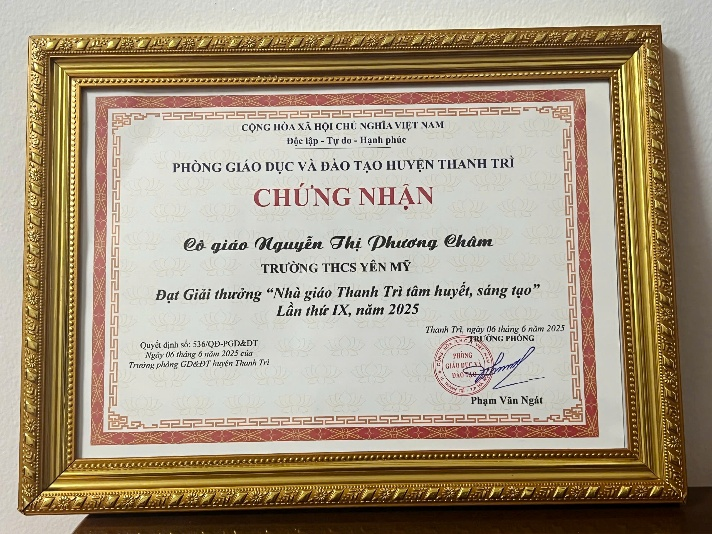 CỘNG HÒA XÃ HỘI CHỦ NGHĨA VIỆT NAM
Độc lập - Tự do - Hạnh phúc
PHÒNG GIÁO DỤC VÀ ĐÀO TẠO HUYỆN THANH TRÌ
CHỨNG NHẬN
Cô giáo Nguyễn Thị Phương Châm
TRƯỜNG THCS YÊN MỸ
Đạt Giải thưởng “Nhà giáo Thanh Trì tâm huyết, sáng tạo”
Lần thứ IX, năm 2025
Quyết định số: 536/QĐ-PGD&ĐT
Ngày 06 tháng 6 năm 2025 của
Trưởng phòng GD&ĐT huyện Thanh Trì
Thanh Trì, ngày 06 tháng 6 năm 2025
TRƯỞNG PHÒNG
PHÒNG
GIÁO DỤC VÀ
ĐÀO TẠO
Phạm Văn Ngát